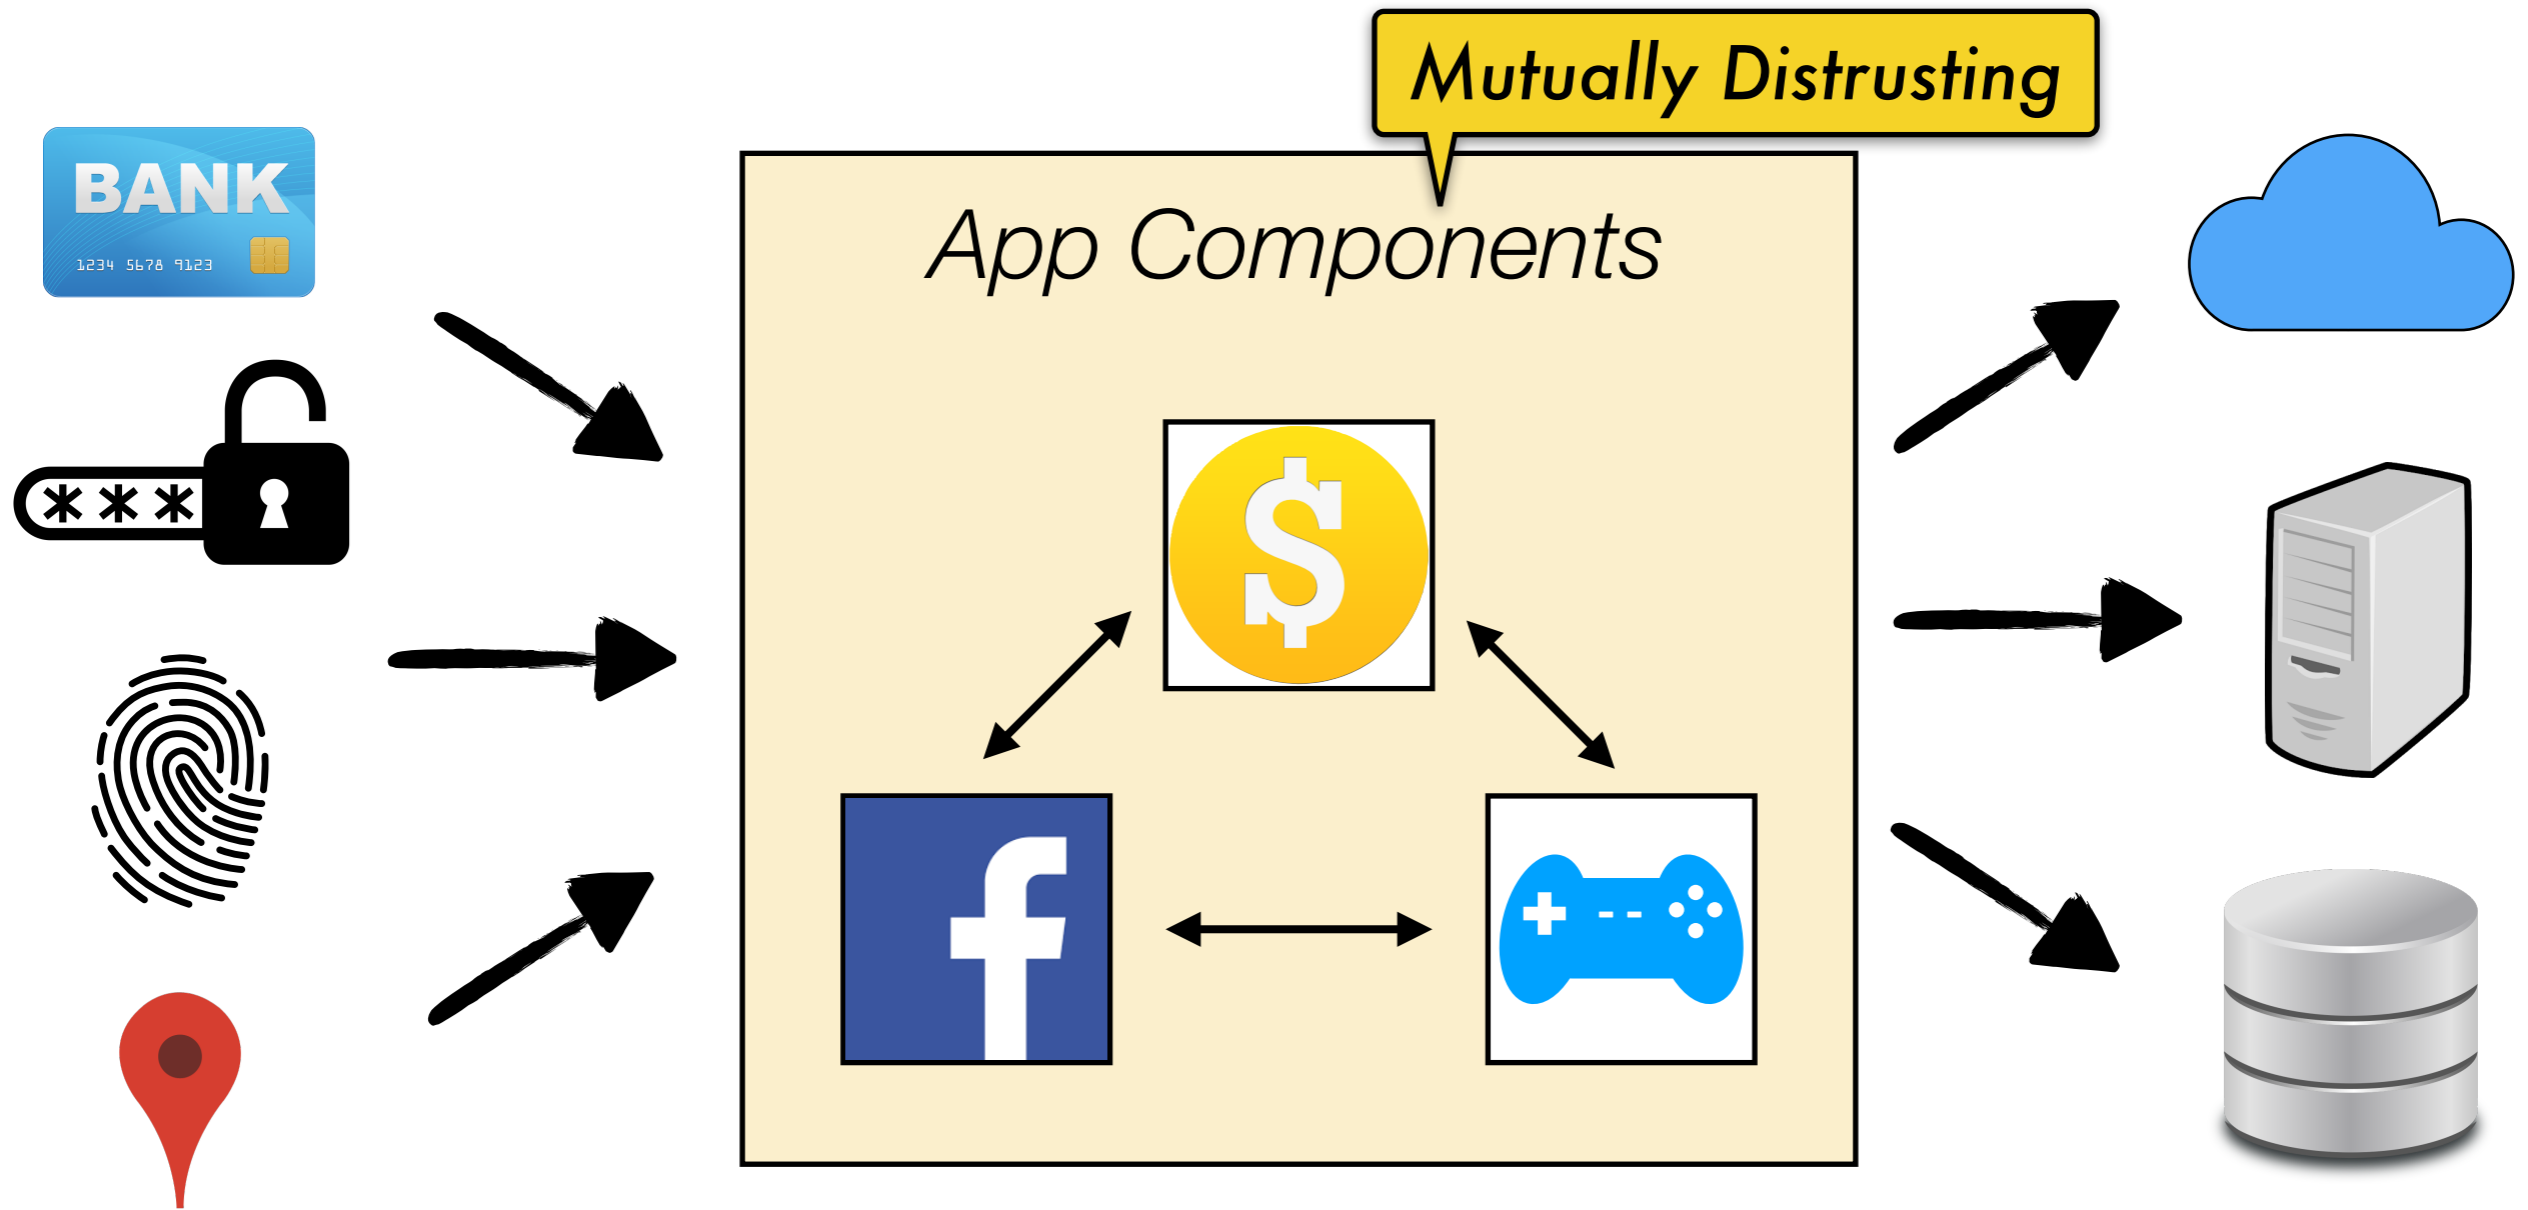 Mutually Distrusting
BANK
1234 5678 9123
App Components
***
$
f